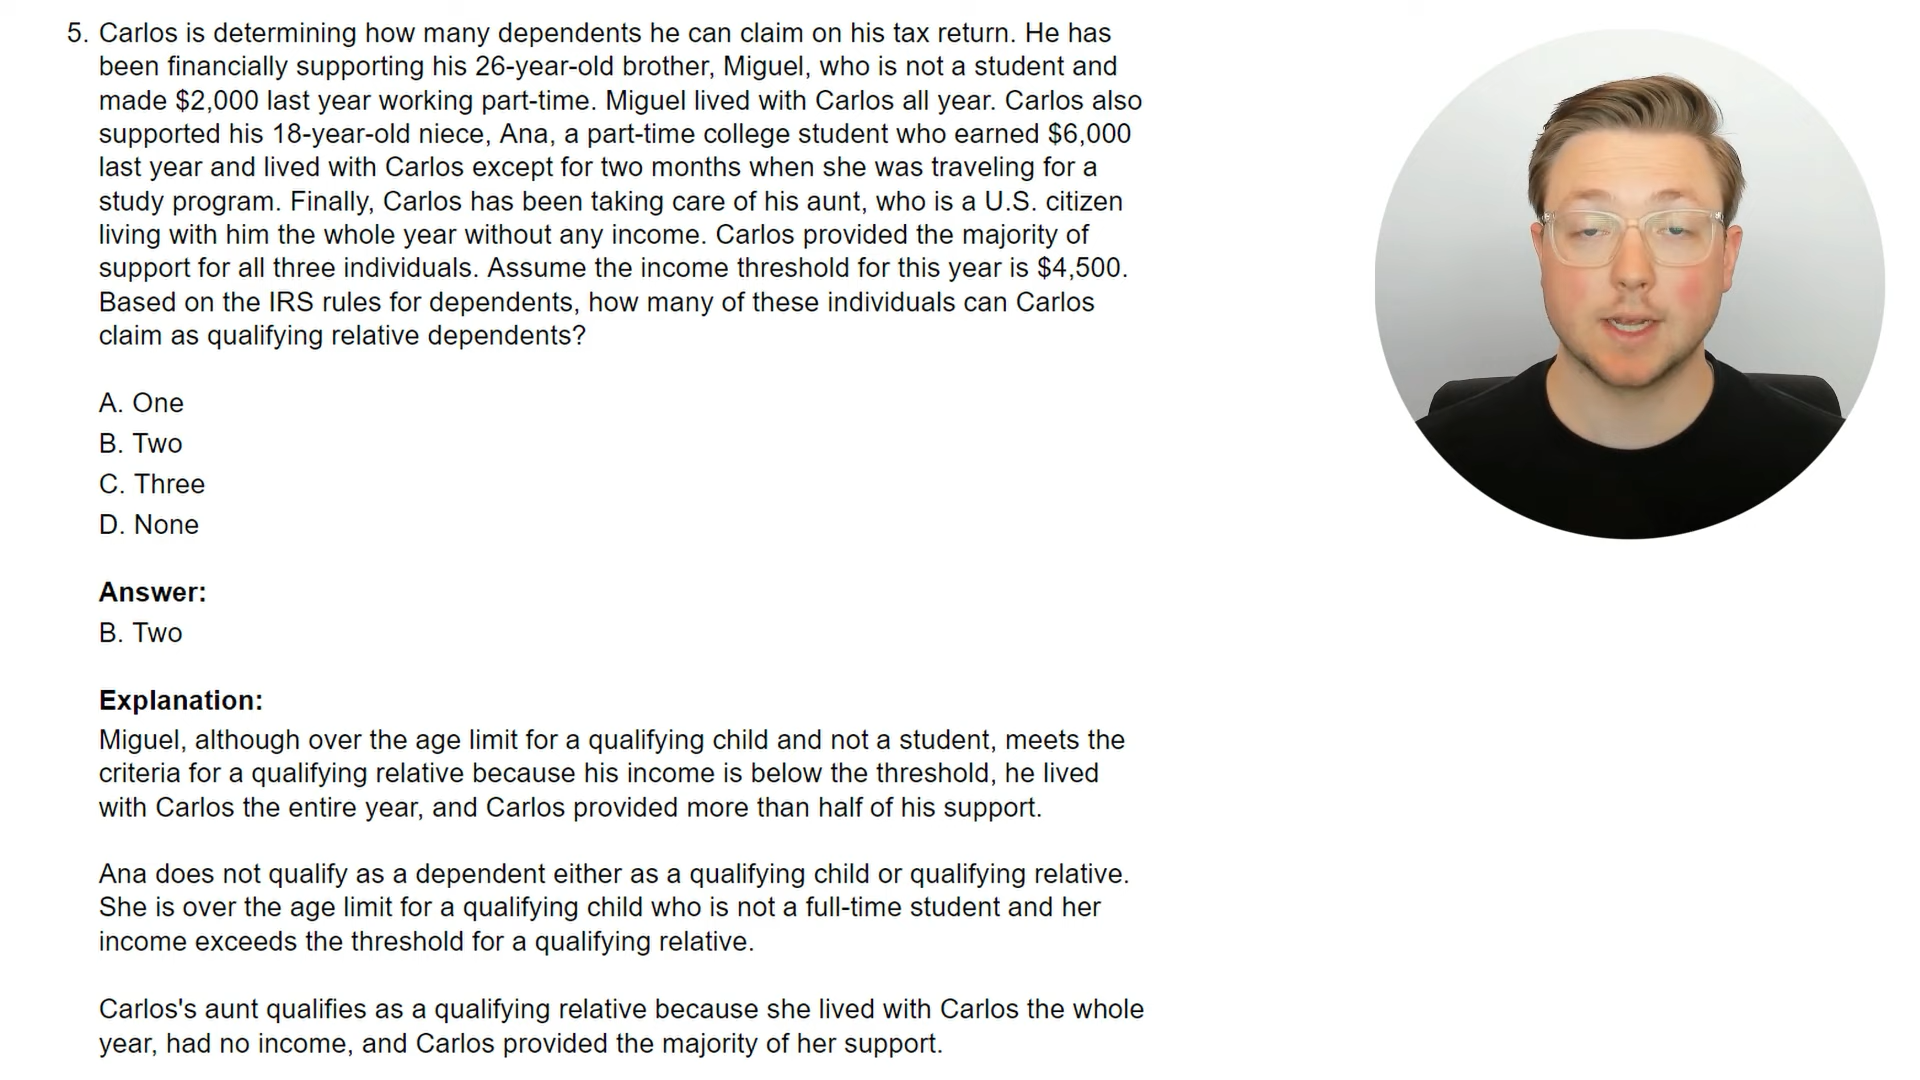 5. Carlos is determining how many dependents he can claim on his tax return. He has
been financially supporting his 26-year-old brother, Miguel, who is not a student and
made $2,000 last year working part-time. Miguel lived with Carlos all year. Carlos also
supported his 18-year-old niece, Ana, a part-time college student who earned $6,000
last year and lived with Carlos except for two months when she was traveling for a
study program. Finally, Carlos has been taking care of his aunt, who is a U.S. citizen
living with him the whole year without any income. Carlos provided the majority of
support for all three individuals. Assume the income threshold for this year is $4,500.
Based on the IRS rules for dependents, how many of these individuals can Carlos
claim as qualifying relative dependents?
A. One
B. Two
C. Three
D. None
Answer:
B. Two
Explanation:
Miguel, although over the age limit for a qualifying child and not a student, meets the
criteria for a qualifying relative because his income is below the threshold, he lived
with Carlos the entire year, and Carlos provided more than half of his support.
Ana does not qualify as a dependent either as a qualifying child or qualifying relative.
She is over the age limit for a qualifying child who is not a full-time student and her
income exceeds the threshold for a qualifying relative.
Carlos's aunt qualifies as a qualifying relative because she lived with Carlos the whole
year, had no income, and Carlos provided the majority of her support.